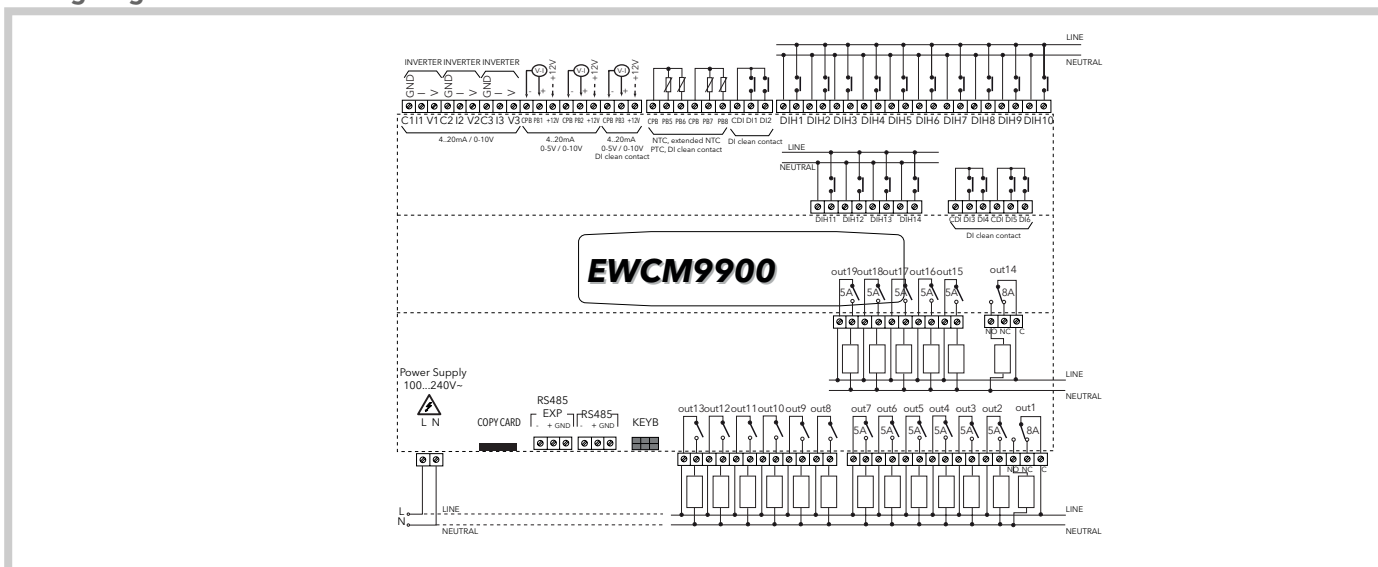 LINE
NEUTRAL
INVERTER INVERTER INVERTER
GND I V GND I V GND I V
V-I +12V V-I +12V V-I +12V
- + - + - +
C1 I1 V1 C2 I2 V2 C3 I3 V3 CPB PB1 +12V CPB PB2 +12V CPB PB3 +12V CPB PB5 PB6 CPB PB7 PB8 CDI DI1 DI2 DIH1 DIH2 DIH3 DIH4 DIH5 DIH6 DIH7 DIH8 DIH9 DIH10
4..20mA / 0-10V
4..20mA
0-5V / 0-10V
4..20mA
0-5V / 0-10V
DI clean contact
NTC, extended NTC
PTC, DI clean contact
DI clean contact
LINE
NEUTRAL
DIH11 DIH12 DIH13 DIH14
CDI DI3 DI4 CDI DI5 DI6
DI clean contact
EWCM9900
out19 out18 out17 out16 out15 out14
5A 5A 5A 5A 5A 8A
NO NC C
LINE
NEUTRAL
Power Supply
100...240V~
L N
COPY CARD
RS485
EXP
- + GND
RS485
- + GND
KEYB
out13 out12 out11 out10 out9 out8 out7 out6 out5 out4 out3 out2 out1
5A 5A 5A 5A 5A 5A 8A
NO NC C
L LINE
N NEUTRAL
LINE
NEUTRAL